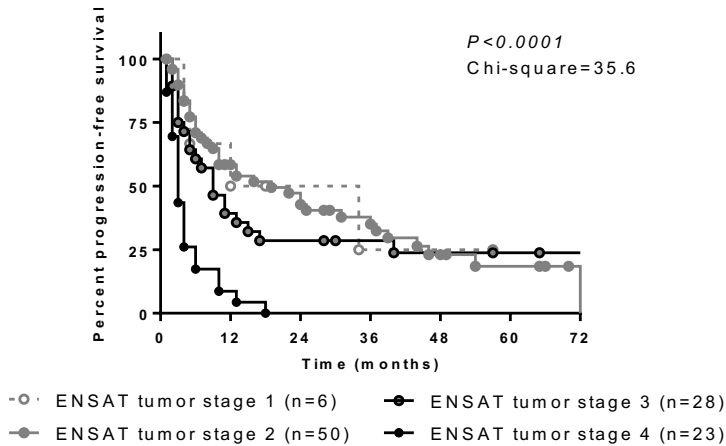 P<0.0001
Chi-square=35.6
Percent progression-free survival
100
75
50
25
0
0 12 24 36 48 60 72
Time (months)
ENSAT tumor stage 1 (n=6)
ENSAT tumor stage 3 (n=28)
ENSAT tumor stage 2 (n=50)
ENSAT tumor stage 4 (n=23)